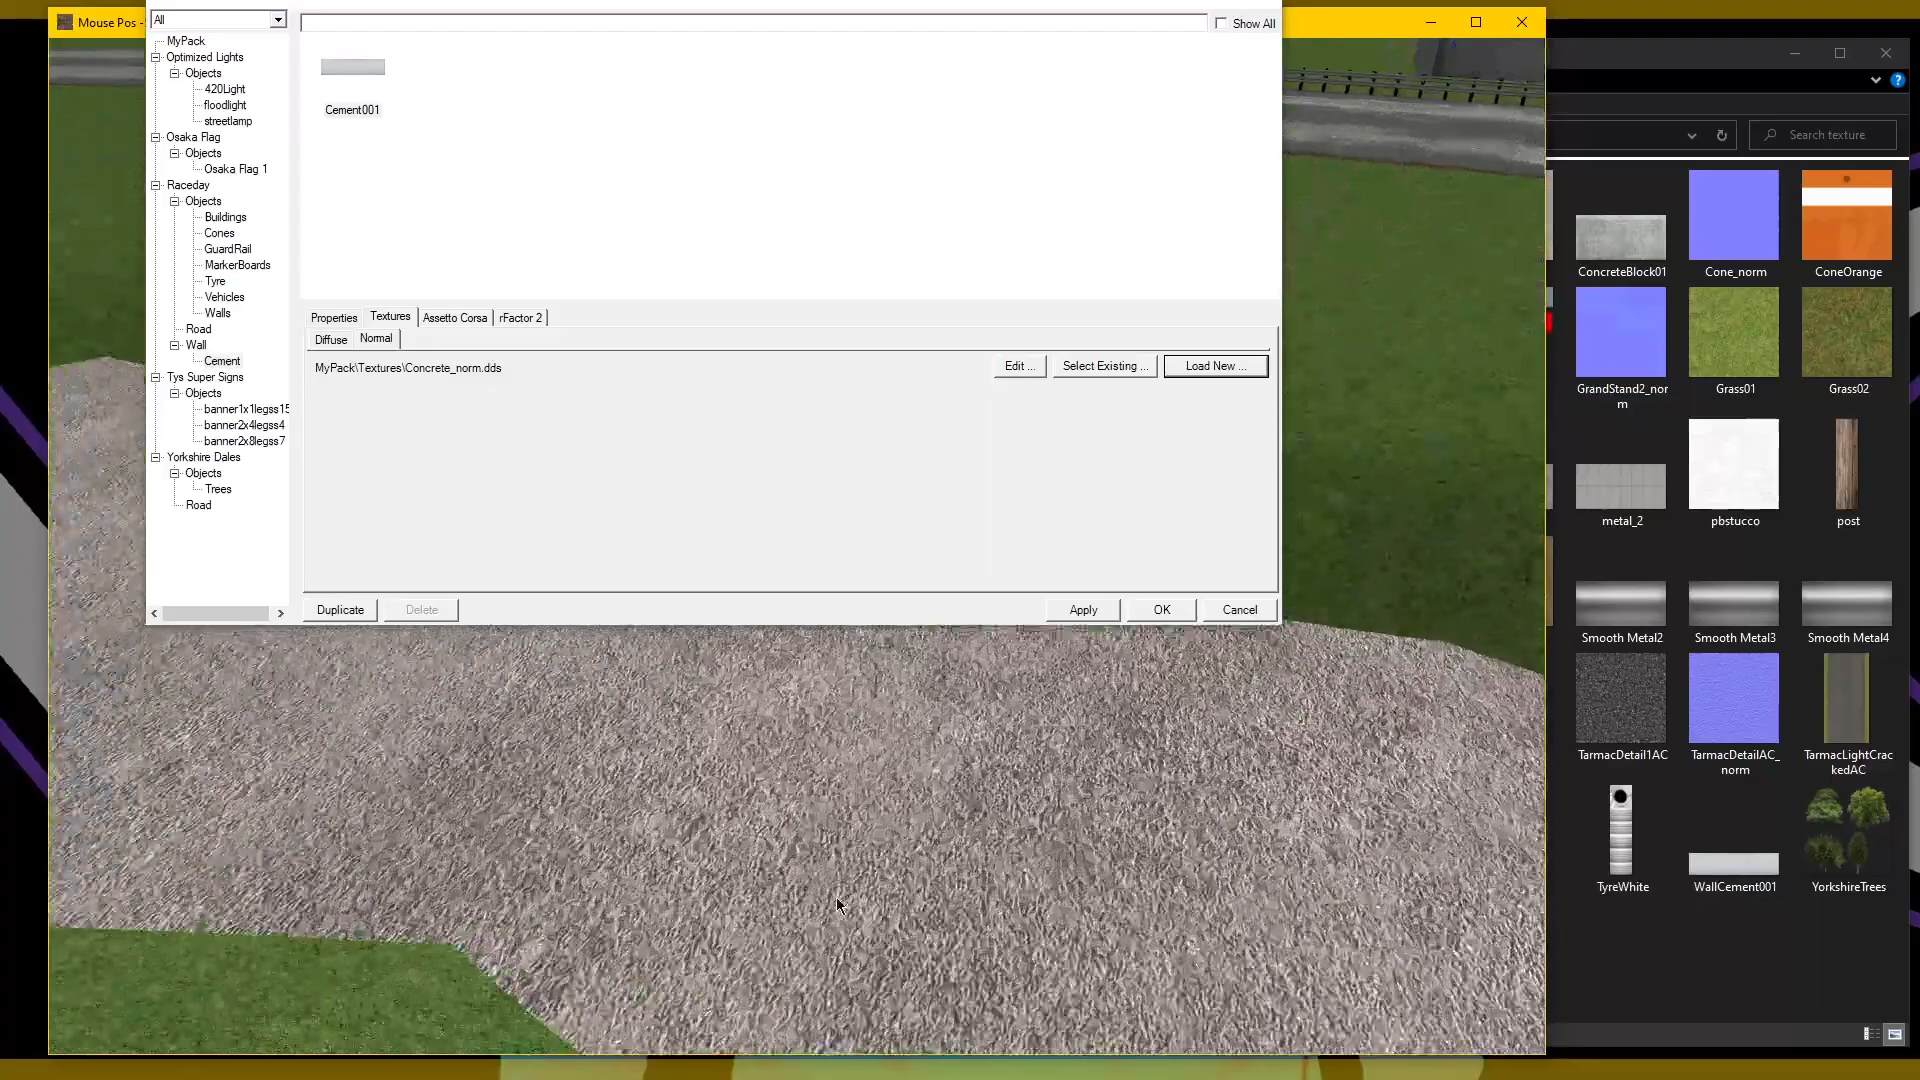 Mouse Pos -
All
Show All
MyPack
Optimized Lights
Objects
420Light
floodlight
streetlamp
Osaka Flag
Objects
Osaka Flag 1
Raceday
Objects
Buildings
Cones
GuardRail
MarkerBoards
Tyre
Vehicles
Walls
Road
Wall
Cement
Tys Super Signs
Objects
banner1x1legss15
banner2x4legss4
banner2x8legss7
Yorkshire Dales
Objects
Trees
Road
Cement001
Properties
Textures
Assetto Corsa
rFactor 2
Diffuse
Normal
MyPack\Textures\Concrete_norm.dds
Edit ...
Select Existing ...
Load New ...
Duplicate
Delete
Apply
OK
Cancel
Search texture
ConcreteBlock01
Cone_norm
ConeOrange
GrandStand2_nor
m
Grass01
Grass02
metal_2
pbstucco
post
Smooth Metal2
Smooth Metal3
Smooth Metal4
TarmacDetail1AC
TarmacDetailAC_
norm
TarmacLightCrac
kedAC
TyreWhite
WallCement001
YorkshireTrees